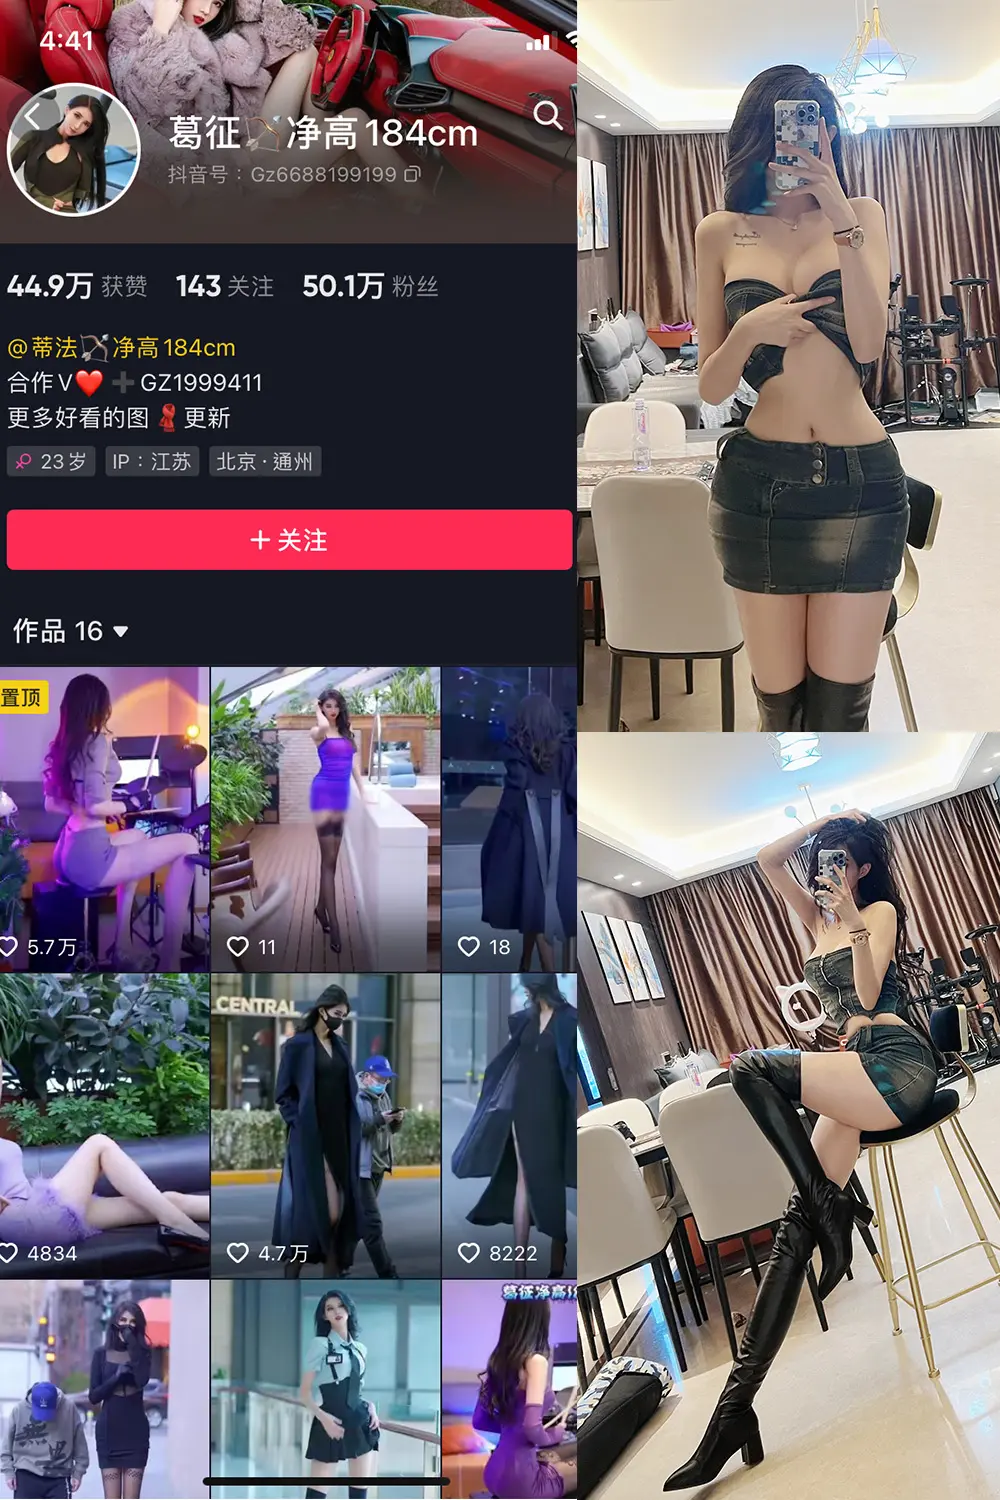 4:41
葛征🏹净高184cm
抖音号：Gz6688199199
44.9万 获赞 143 关注 50.1万 粉丝
@蒂法🏹净高184cm
合作V❤️➕GZ1999411
更多好看的图🧣更新
♀ 23岁 IP：江苏 北京·通州
+ 关注
作品 16
置顶
5.7万 11 18
CENTRAL
4834 4.7万 8222
葛征净高1